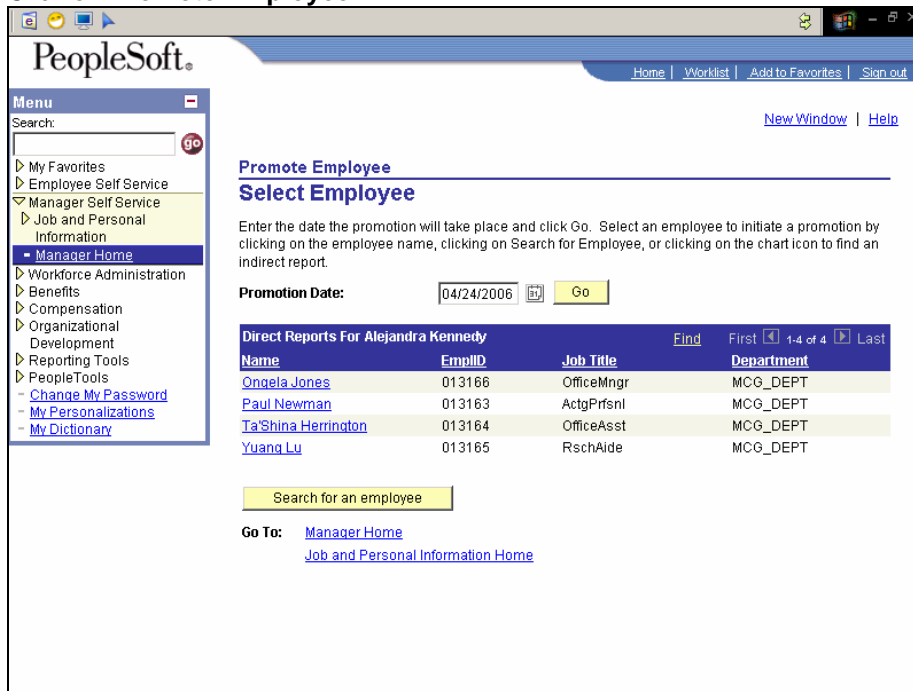 PeopleSoft®
Home | Worklist | Add to Favorites | Sign out
Menu
Search:
go
My Favorites
Employee Self Service
Manager Self Service
Job and Personal
Information
- Manager Home
Workforce Administration
Benefits
Compensation
Organizational
Development
Reporting Tools
PeopleTools
- Change My Password
- My Personalizations
- My Dictionary
New Window | Help
Promote Employee
Select Employee
Enter the date the promotion will take place and click Go. Select an employee to initiate a promotion by
clicking on the employee name, clicking on Search for Employee, or clicking on the chart icon to find an
indirect report.
Promotion Date: 04/24/2006 31 Go
Direct Reports For Alejandra Kennedy Find First 1-4 of 4 Last
Name EmplID Job Title Department
Ongela Jones 013166 OfficeMngr MCG_DEPT
Paul Newman 013163 ActgPrfsnl MCG_DEPT
Ta'Shina Herrington 013164 OfficeAsst MCG_DEPT
Yuang Lu 013165 RschAide MCG_DEPT
Search for an employee
Go To: Manager Home
Job and Personal Information Home